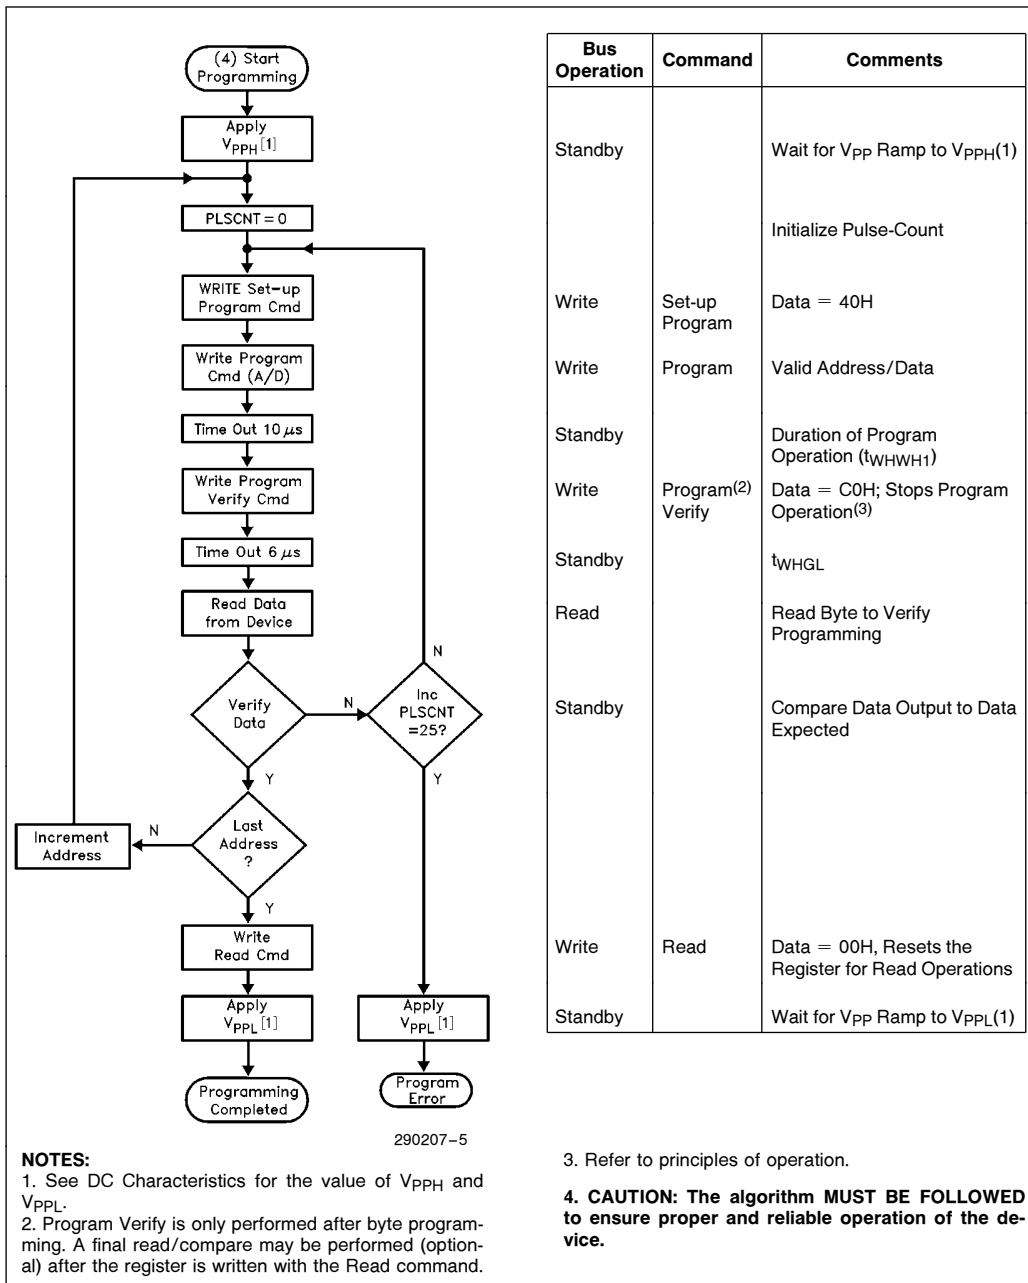 (4) Start
Programming
Apply
VPPH [1]
PLSCNT = 0
WRITE Set-up
Program Cmd
Write Program
Cmd (A/D)
Time Out 10 μs
Write Program
Verify Cmd
Time Out 6 μs
Read Data
from Device
Verify
Data
N
Inc
PLSCNT
=25?
N
Y
Y
Last
Address
?
N
Increment
Address
Y
Write
Read Cmd
Apply
VPPL [1]
Programming
Completed
Apply
VPPL [1]
Program
Error
290207–5
Bus
Operation
Command
Comments
Standby
Wait for VPP Ramp to VPPH(1)
Initialize Pulse-Count
Write
Set-up
Program
Data = 40H
Write
Program
Valid Address/Data
Standby
Duration of Program
Operation (tWHWH1)
Write
Program(2)
Verify
Data = C0H; Stops Program
Operation(3)
Standby
tWHGL
Read
Read Byte to Verify
Programming
Standby
Compare Data Output to Data
Expected
Write
Read
Data = 00H, Resets the
Register for Read Operations
Standby
Wait for VPP Ramp to VPPL(1)
NOTES:
1. See DC Characteristics for the value of VPPH and
VPPL.
2. Program Verify is only performed after byte program-
ming. A final read/compare may be performed (option-
al) after the register is written with the Read command.
3. Refer to principles of operation.
4. CAUTION: The algorithm MUST BE FOLLOWED
to ensure proper and reliable operation of the de-
vice.